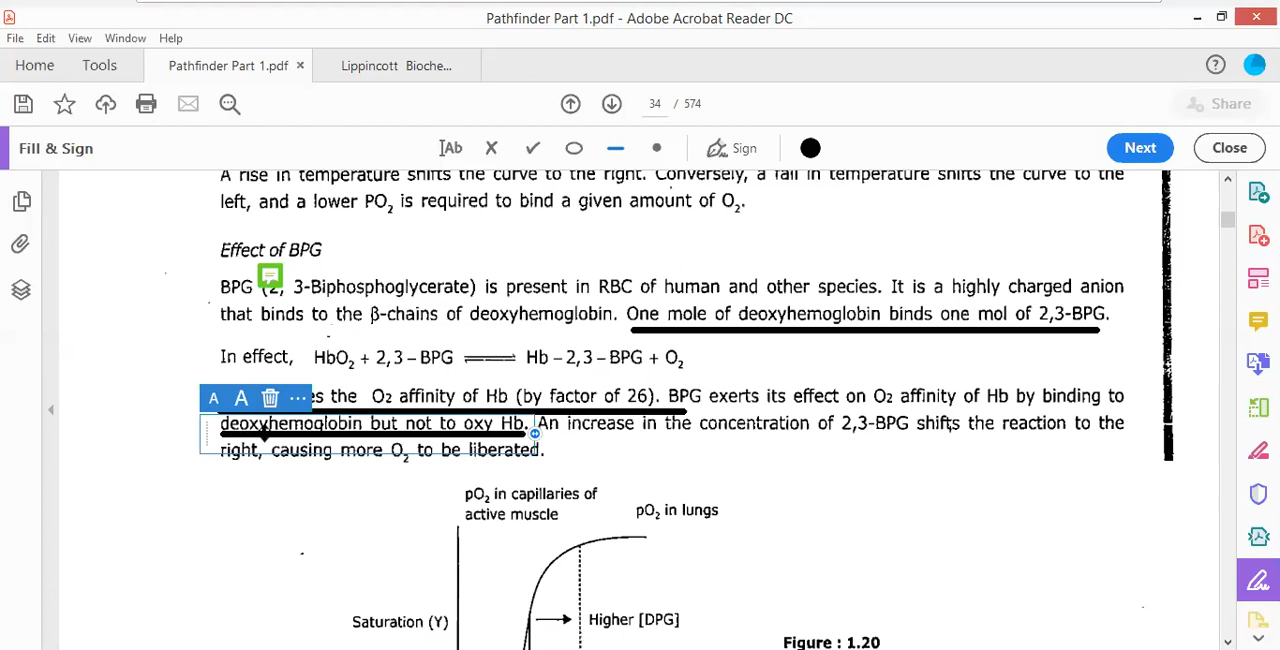 Pathfinder Part 1.pdf - Adobe Acrobat Reader DC
File Edit View Window Help
Home Tools Pathfinder Part 1.pdf × Lippincott Bioche...
34 / 574
Share
Fill & Sign
Ab
Sign
Next
Close
A rise in temperature shifts the curve to the right. Conversely, a fall in temperature shifts the curve to the
left, and a lower PO₂ is required to bind a given amount of O₂.
Effect of BPG
BPG (2, 3-Biphosphoglycerate) is present in RBC of human and other species. It is a highly charged anion
that binds to the β-chains of deoxyhemoglobin. One mole of deoxyhemoglobin binds one mol of 2,3-BPG.
In effect, HbO₂ + 2,3 – BPG ⇌ Hb – 2,3 – BPG + O₂
A A ...
the O₂ affinity of Hb (by factor of 26). BPG exerts its effect on O₂ affinity of Hb by binding to
deoxyhemoglobin but not to oxy Hb. An increase in the concentration of 2,3-BPG shifts the reaction to the
right, causing more O₂ to be liberated.
pO₂ in capillaries of
active muscle
pO₂ in lungs
Saturation (Y)
Higher [DPG]
Figure : 1.20